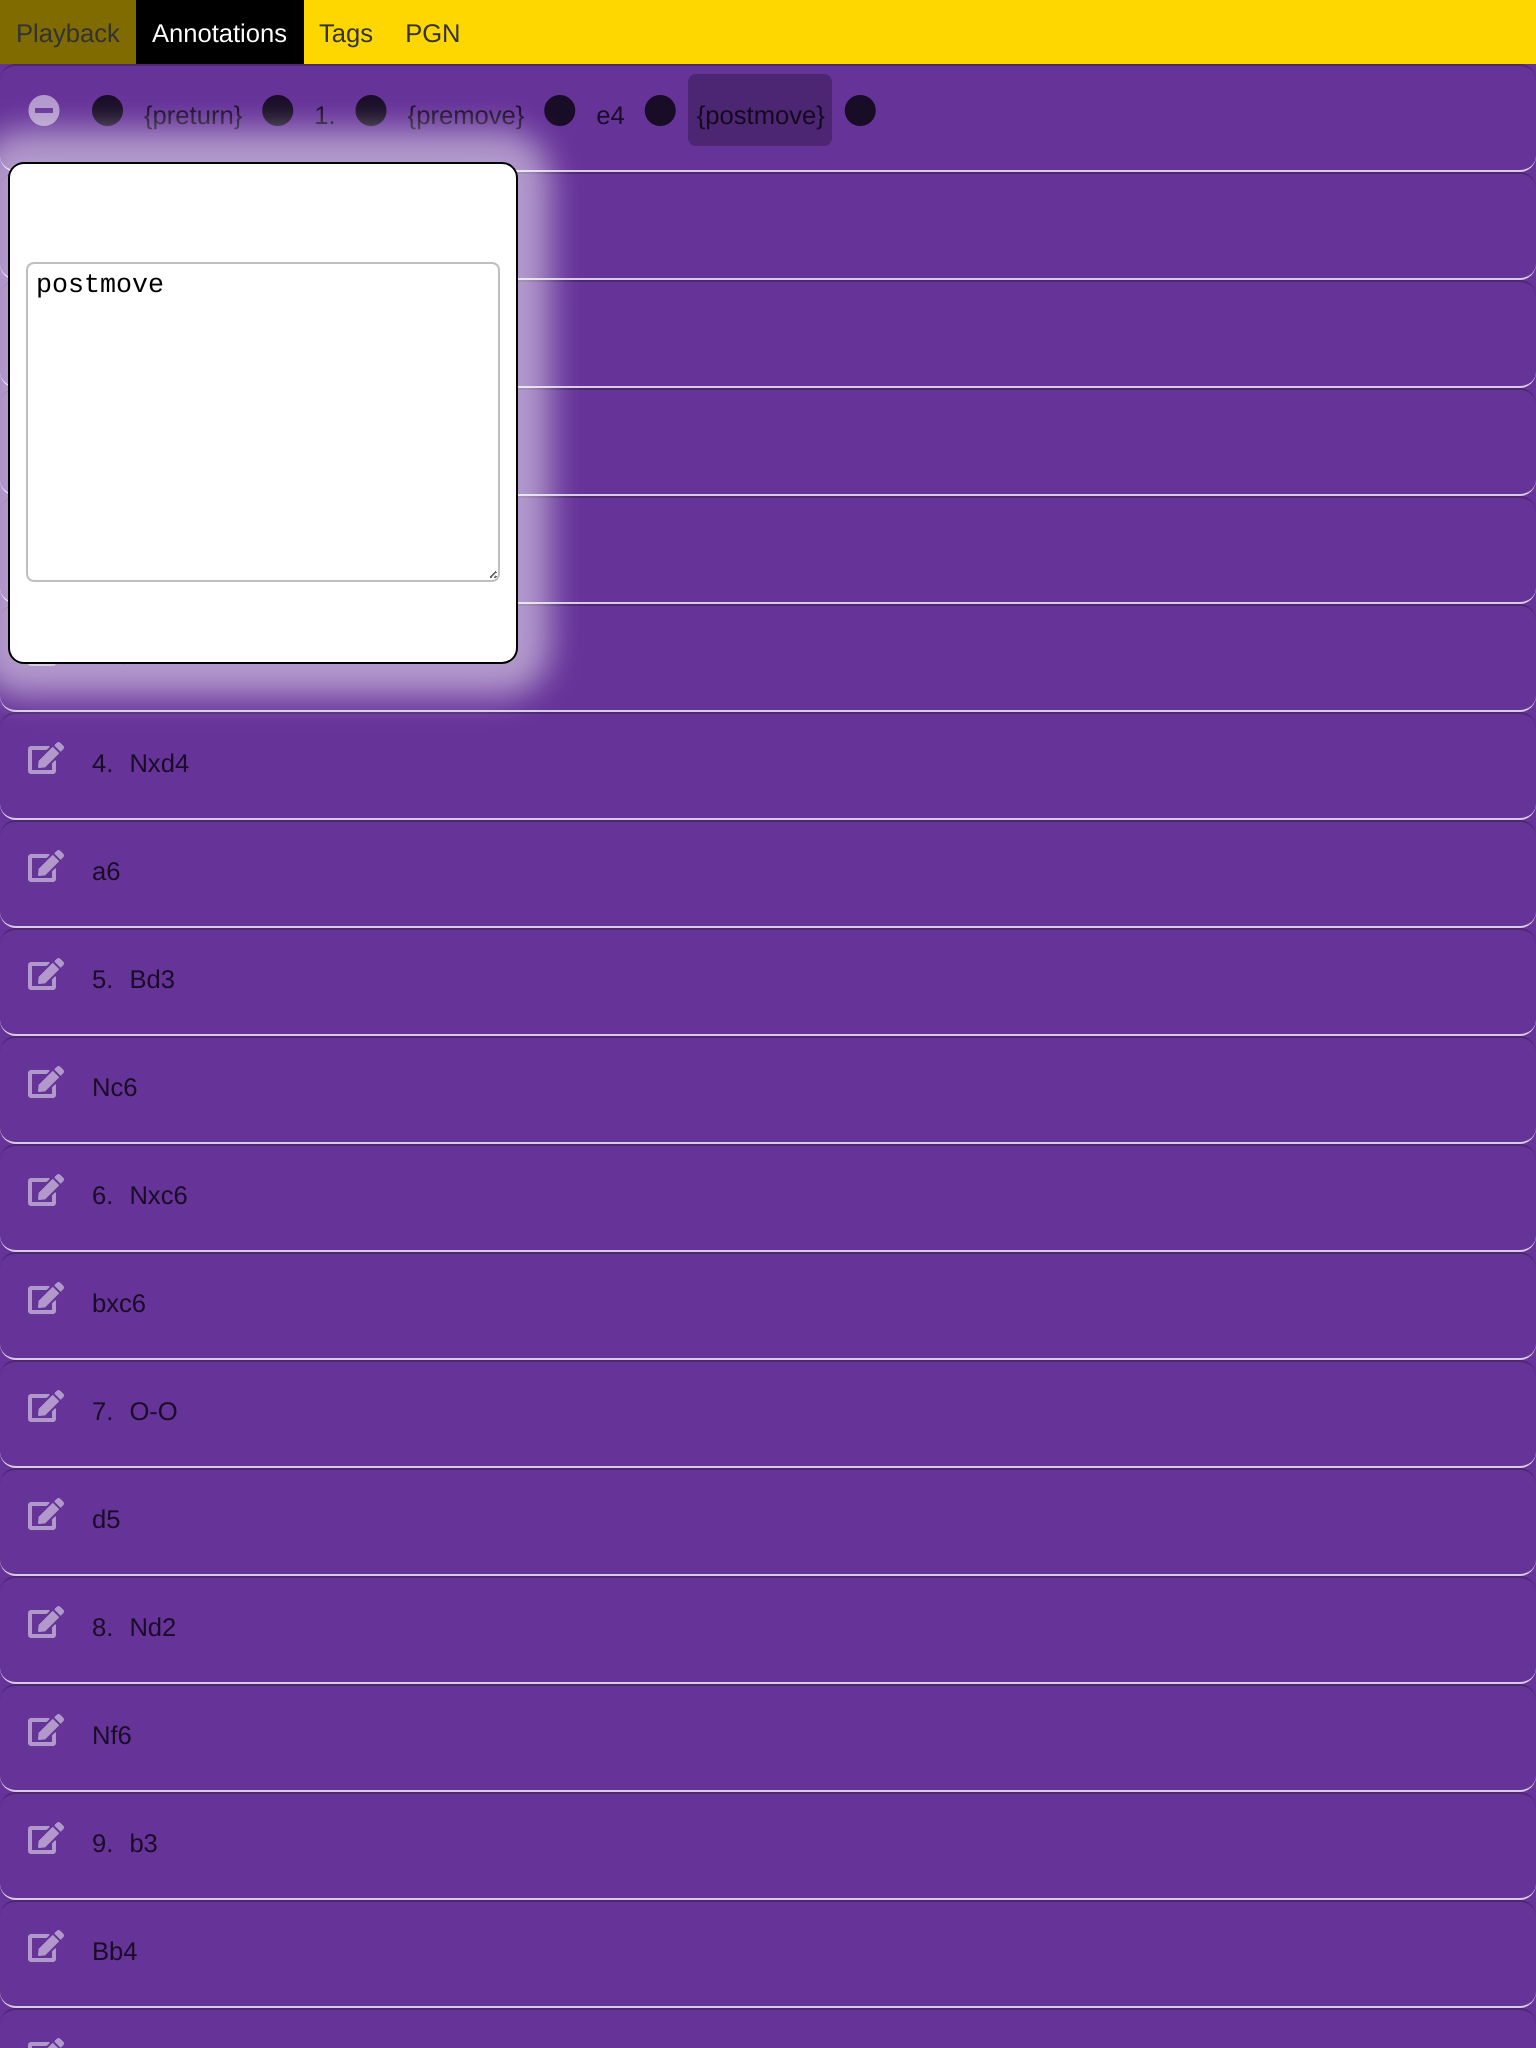 Playback Annotations Tags PGN
{preturn} 1. {premove} e4 {postmove}
postmove
4. Nxd4
a6
5. Bd3
Nc6
6. Nxc6
bxc6
7. O-O
d5
8. Nd2
Nf6
9. b3
Bb4